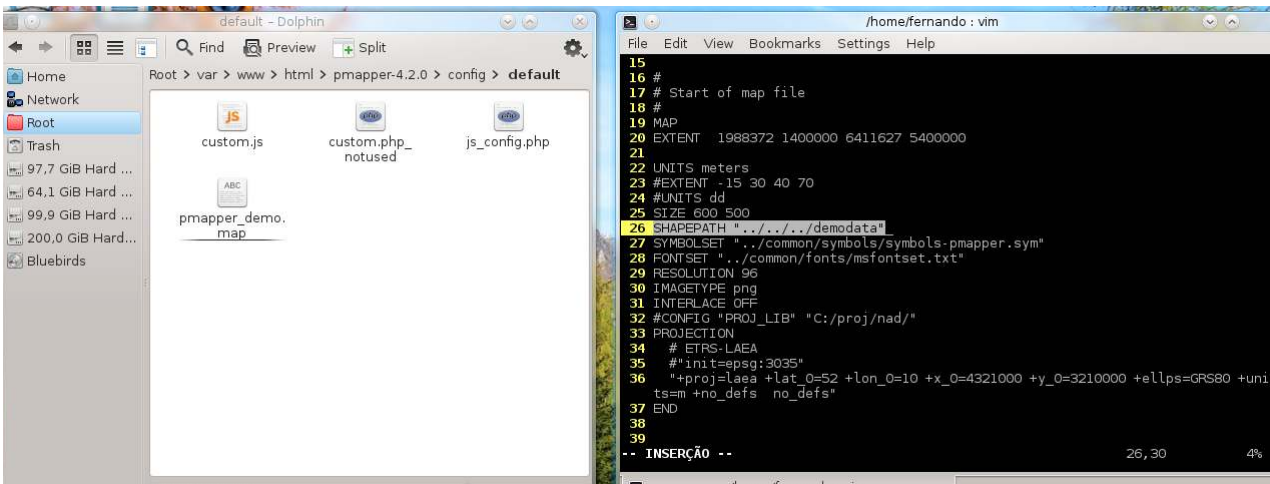 default – Dolphin
Find Preview Split
Home
Network
Root
Trash
97,7 GiB Hard ...
64,1 GiB Hard ...
99,9 GiB Hard ...
200,0 GiB Hard...
Bluebirds
Root > var > www > html > pmapper-4.2.0 > config > default
JS
custom.js
php
custom.php_
notused
php
js_config.php
ABC
pmapper_demo.
map
/home/fernando : vim
File Edit View Bookmarks Settings Help
15
16 #
17 # Start of map file
18 #
19 MAP
20 EXTENT  1988372 1400000 6411627 5400000
21
22 UNITS meters
23 #EXTENT -15 30 40 70
24 #UNITS dd
25 SIZE 600 500
26 SHAPEPATH "../../../demodata"
27 SYMBOLSET "../common/symbols/symbols-pmapper.sym"
28 FONTSET "../common/fonts/msfontset.txt"
29 RESOLUTION 96
30 IMAGETYPE png
31 INTERLACE OFF
32 #CONFIG "PROJ_LIB" "C:/proj/nad/"
33 PROJECTION
34   # ETRS-LAEA
35   #"init=epsg:3035"
36   "+proj=laea +lat_0=52 +lon_0=10 +x_0=4321000 +y_0=3210000 +ellps=GRS80 +uni
ts=m +no_defs  no_defs"
37 END
38
39
-- INSERÇÃO -- 26,30 4%